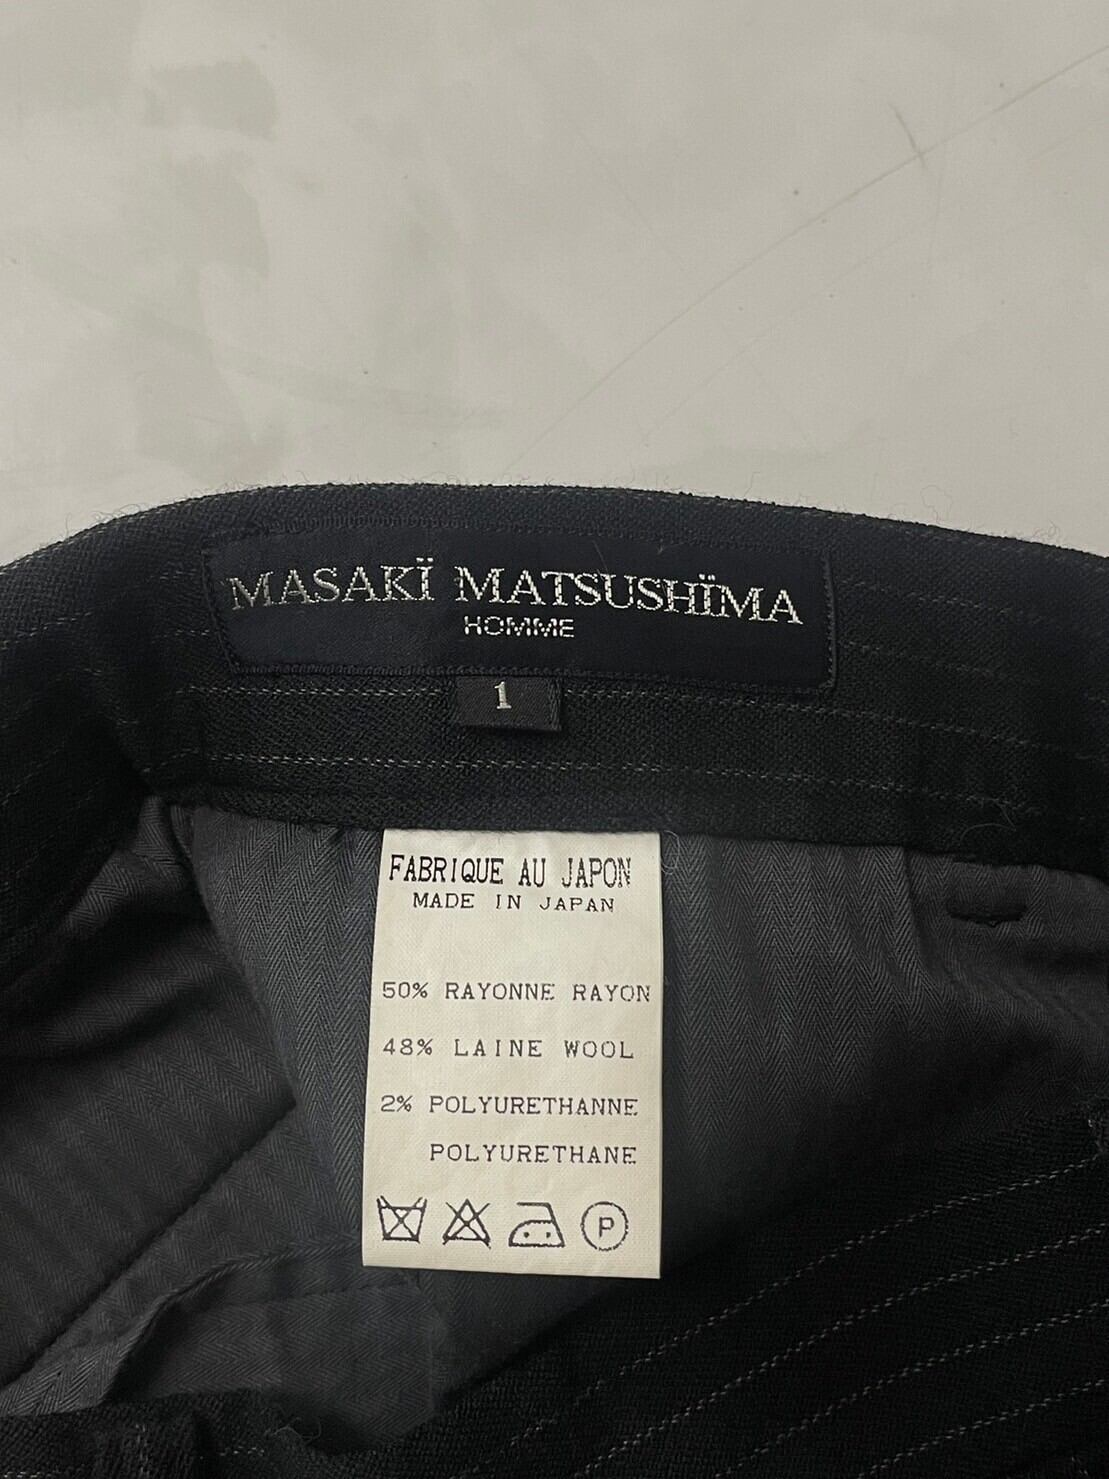 MASAKÏ MATSUSHÏMA
HOMME
1
FABRIQUE AU JAPON
MADE IN JAPAN
50% RAYONNE RAYON
48% LAINE WOOL
2% POLYURETHANNE
POLYURETHANE
P